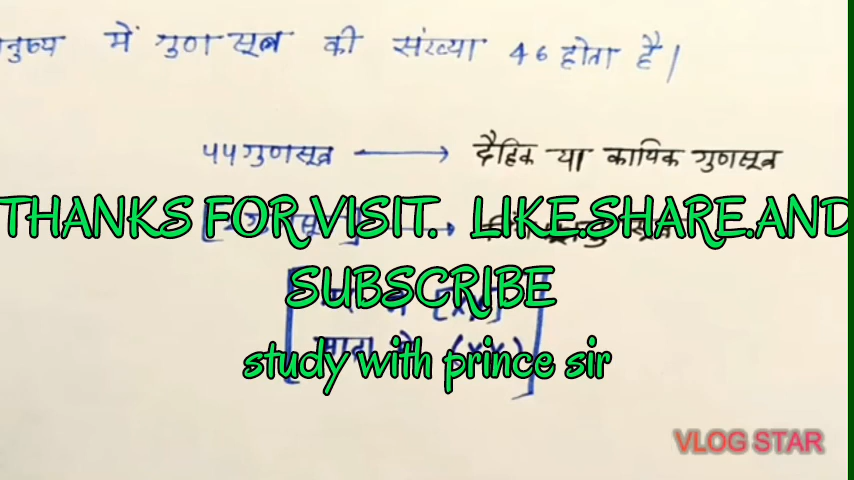 नुष्य में गुणसूत्र की संख्या 46 होता है।
44 गुणसूत्र → दैहिक या कायिक गुणसूत्र
THANKS FOR VISIT. LIKE.SHARE.AND
SUBSCRIBE
study with prince sir
VLOG STAR